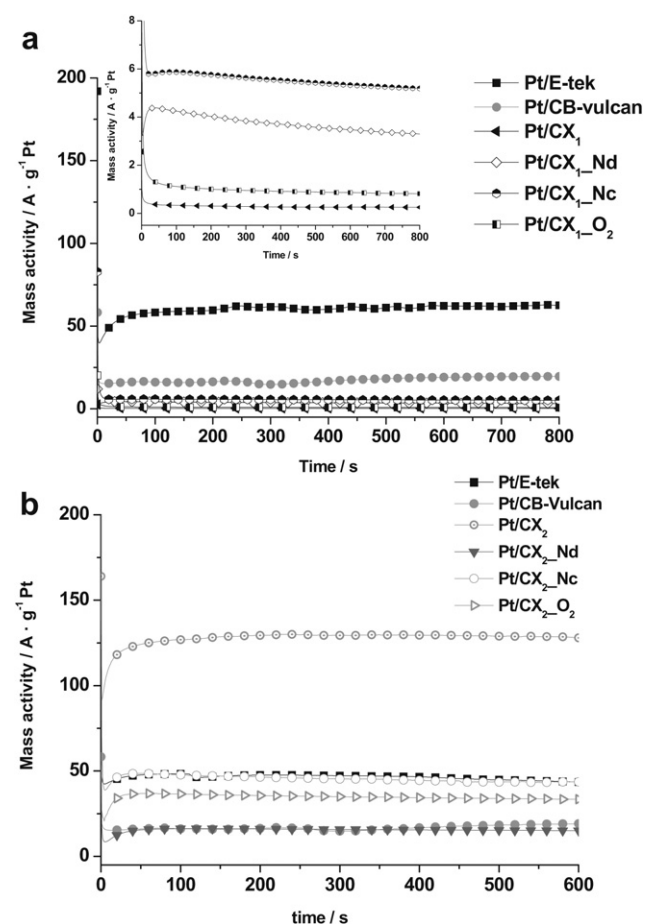 a
Mass activity / A · g⁻¹ Pt
200
150
100
50
0
0 100 200 300 400 500 600 700 800
Time / s
Mass activity / A · g⁻¹ Pt
8
6
4
2
0
0 100 200 300 400 500 600 700 800
Time / s
Pt/E-tek
Pt/CB-vulcan
Pt/CX₁
Pt/CX₁_Nd
Pt/CX₁_Nc
Pt/CX₁_O₂
b
Mass activity / A · g⁻¹ Pt
200
150
100
50
0
0 100 200 300 400 500 600
time / s
Pt/E-tek
Pt/CB-Vulcan
Pt/CX₂
Pt/CX₂_Nd
Pt/CX₂_Nc
Pt/CX₂_O₂